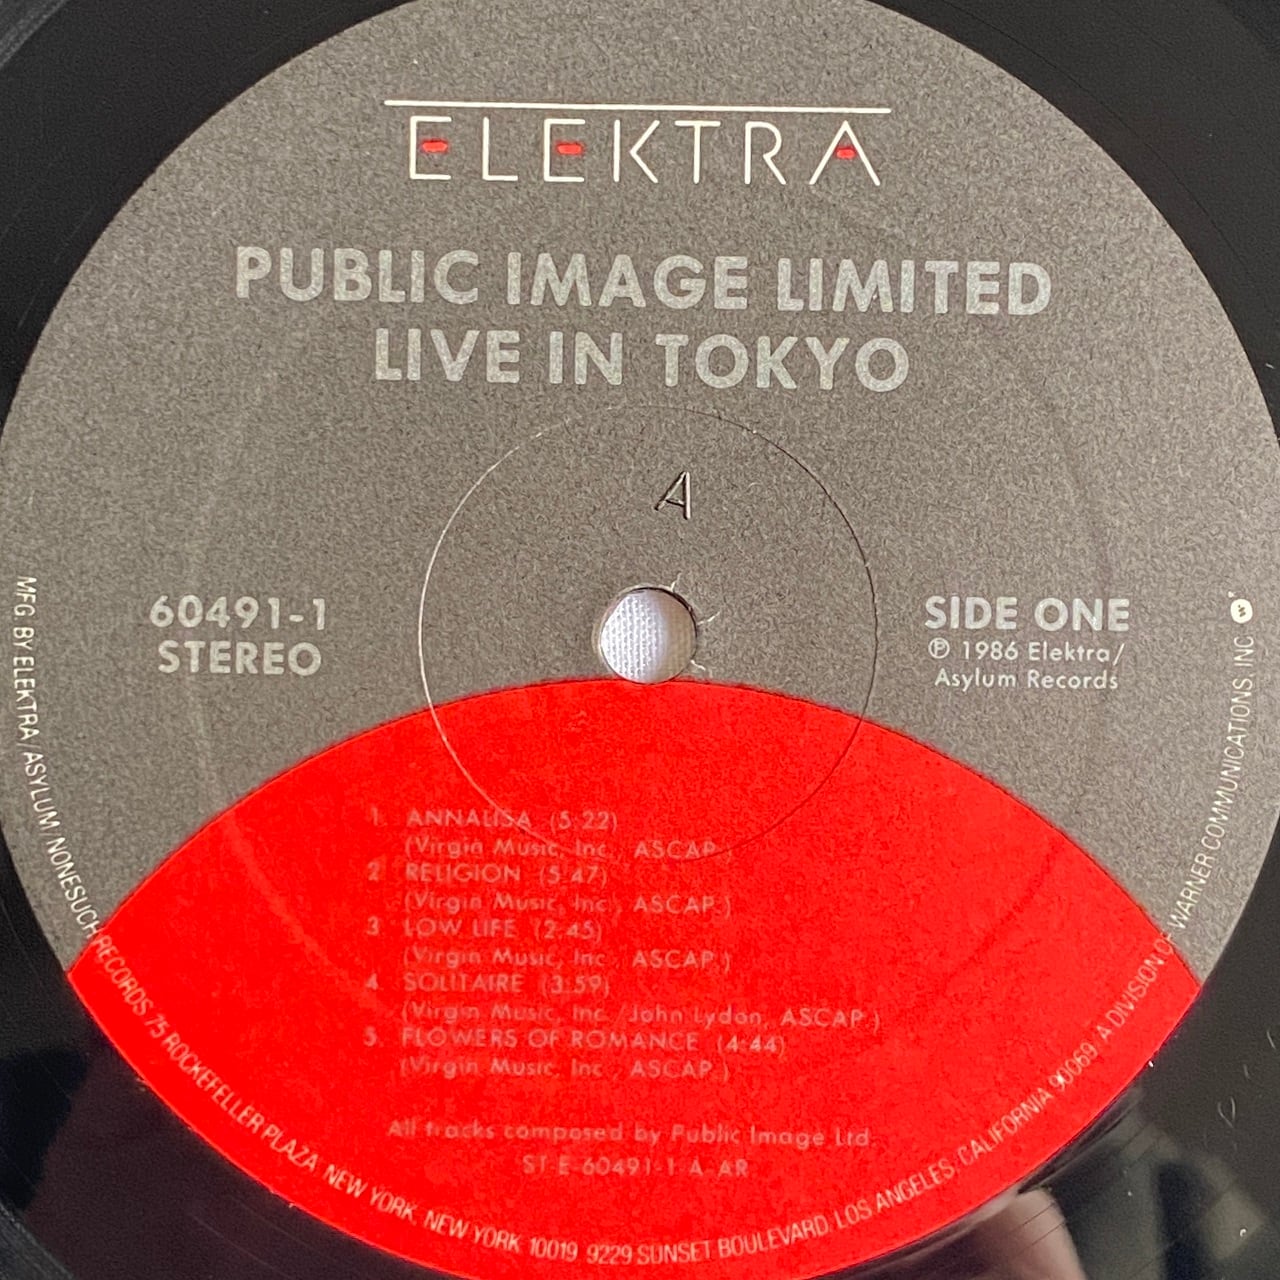 ELEKTRA
PUBLIC IMAGE LIMITED
LIVE IN TOKYO
A
60491-1
STEREO
SIDE ONE
℗ 1986 Elektra/
Asylum Records
1. ANNALISA (5:22)
(Virgin Music, Inc., ASCAP.)
2. RELIGION (5:47)
(Virgin Music, Inc., ASCAP.)
3. LOW LIFE (2:45)
(Virgin Music, Inc., ASCAP.)
4. SOLITAIRE (3:59)
(Virgin Music, Inc./John Lydon, ASCAP.)
5. FLOWERS OF ROMANCE (4:44)
(Virgin Music, Inc., ASCAP.)
All tracks composed by Public Image Ltd.
ST-E-60491-1-A-AR
MFG. BY ELEKTRA/ASYLUM/NONESUCH RECORDS, 75 ROCKEFELLER PLAZA, NEW YORK, NEW YORK 10019 9229 SUNSET BOULEVARD, LOS ANGELES, CALIFORNIA 90069, A DIVISION OF WARNER COMMUNICATIONS, INC.